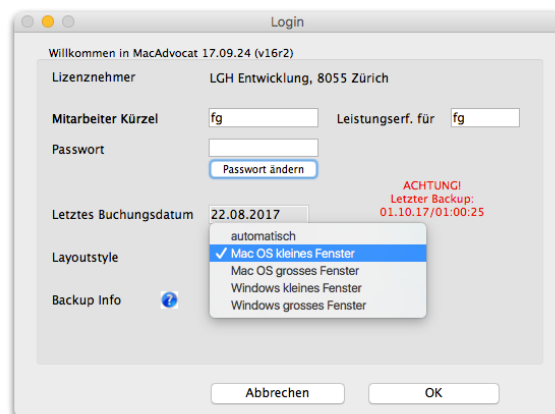 Login
Willkommen in MacAdvocat 17.09.24 (v16r2)
Lizenznehmer LGH Entwicklung, 8055 Zürich
Mitarbeiter Kürzel fg Leistungserf. für fg
Passwort
Passwort ändern
ACHTUNG!
Letzter Backup:
01.10.17/01:00:25
Letztes Buchungsdatum 22.08.2017
automatisch
Layoutstyle ✓ Mac OS kleines Fenster
Mac OS grosses Fenster
Windows kleines Fenster
Backup Info ?
Windows grosses Fenster
Abbrechen OK